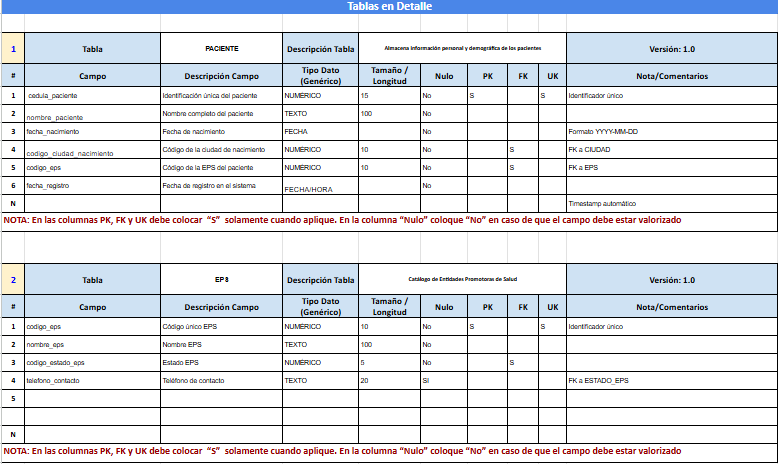 Tablas en Detalle
1 Tabla PACIENTE Descripción Tabla Almacena información personal y demográfica de los pacientes Versión: 1.0
# Campo Descripción Campo Tipo Dato (Genérico) Tamaño / Longitud Nulo PK FK UK Nota/Comentarios
1 cedula_paciente Identificación única del paciente NUMÉRICO 15 No S S Identificador único
2 nombre_paciente Nombre completo del paciente TEXTO 100 No
3 fecha_nacimiento Fecha de nacimiento FECHA No Formato YYYY-MM-DD
4 codigo_ciudad_nacimiento Código de la ciudad de nacimiento NUMÉRICO 10 No S FK a CIUDAD
5 codigo_eps Código de la EPS del paciente NUMÉRICO 10 No S FK a EPS
6 fecha_registro Fecha de registro en el sistema FECHA/HORA No
N Timestamp automático
NOTA: En las columnas PK, FK y UK debe colocar “S” solamente cuando aplique. En la columna “Nulo” coloque “No” en caso de que el campo debe estar valorizado
2 Tabla EPS Descripción Tabla Catálogo de Entidades Promotoras de Salud Versión: 1.0
# Campo Descripción Campo Tipo Dato (Genérico) Tamaño / Longitud Nulo PK FK UK Nota/Comentarios
1 codigo_eps Código único EPS NUMÉRICO 10 No S S Identificador único
2 nombre_eps Nombre EPS TEXTO 100 No
3 codigo_estado_eps Estado EPS NUMÉRICO 5 No S
4 telefono_contacto Teléfono de contacto TEXTO 20 SI FK a ESTADO_EPS
5
N
NOTA: En las columnas PK, FK y UK debe colocar “S” solamente cuando aplique. En la columna “Nulo” coloque “No” en caso de que el campo debe estar valorizado